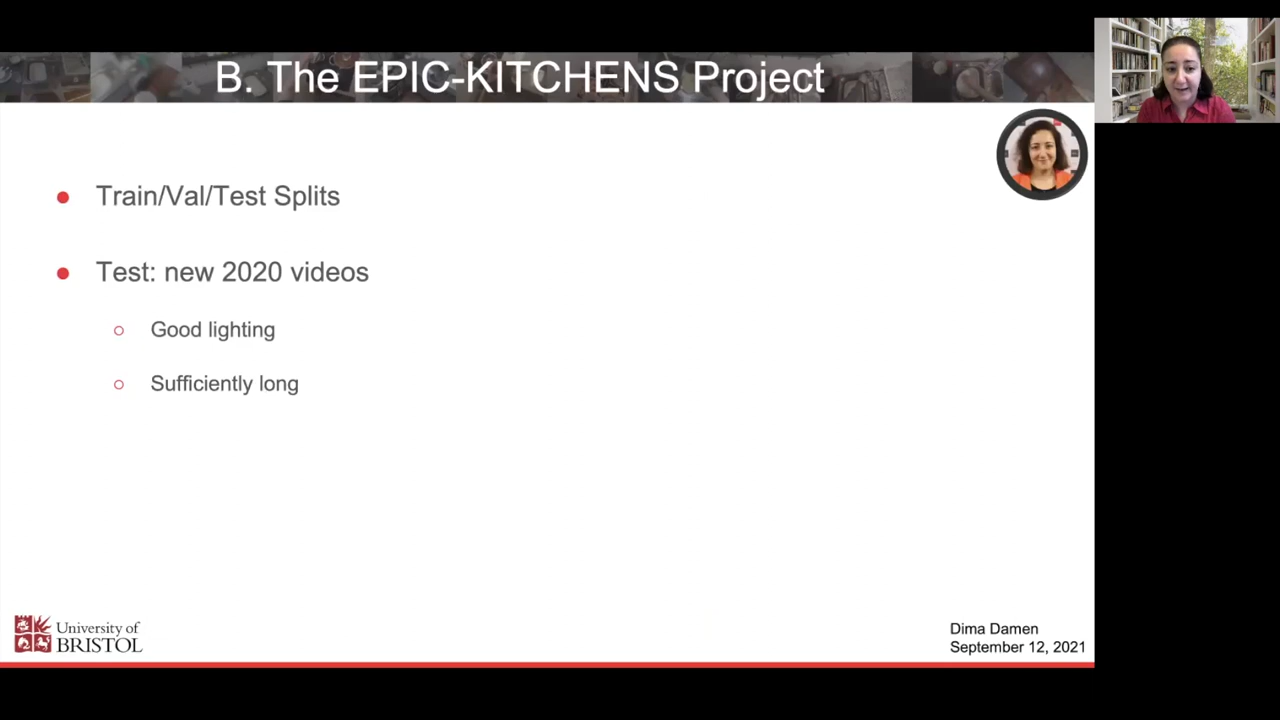 B. The EPIC-KITCHENS Project
Train/Val/Test Splits
Test: new 2020 videos
Good lighting
Sufficiently long
University of
BRISTOL
Dima Damen
September 12, 2021